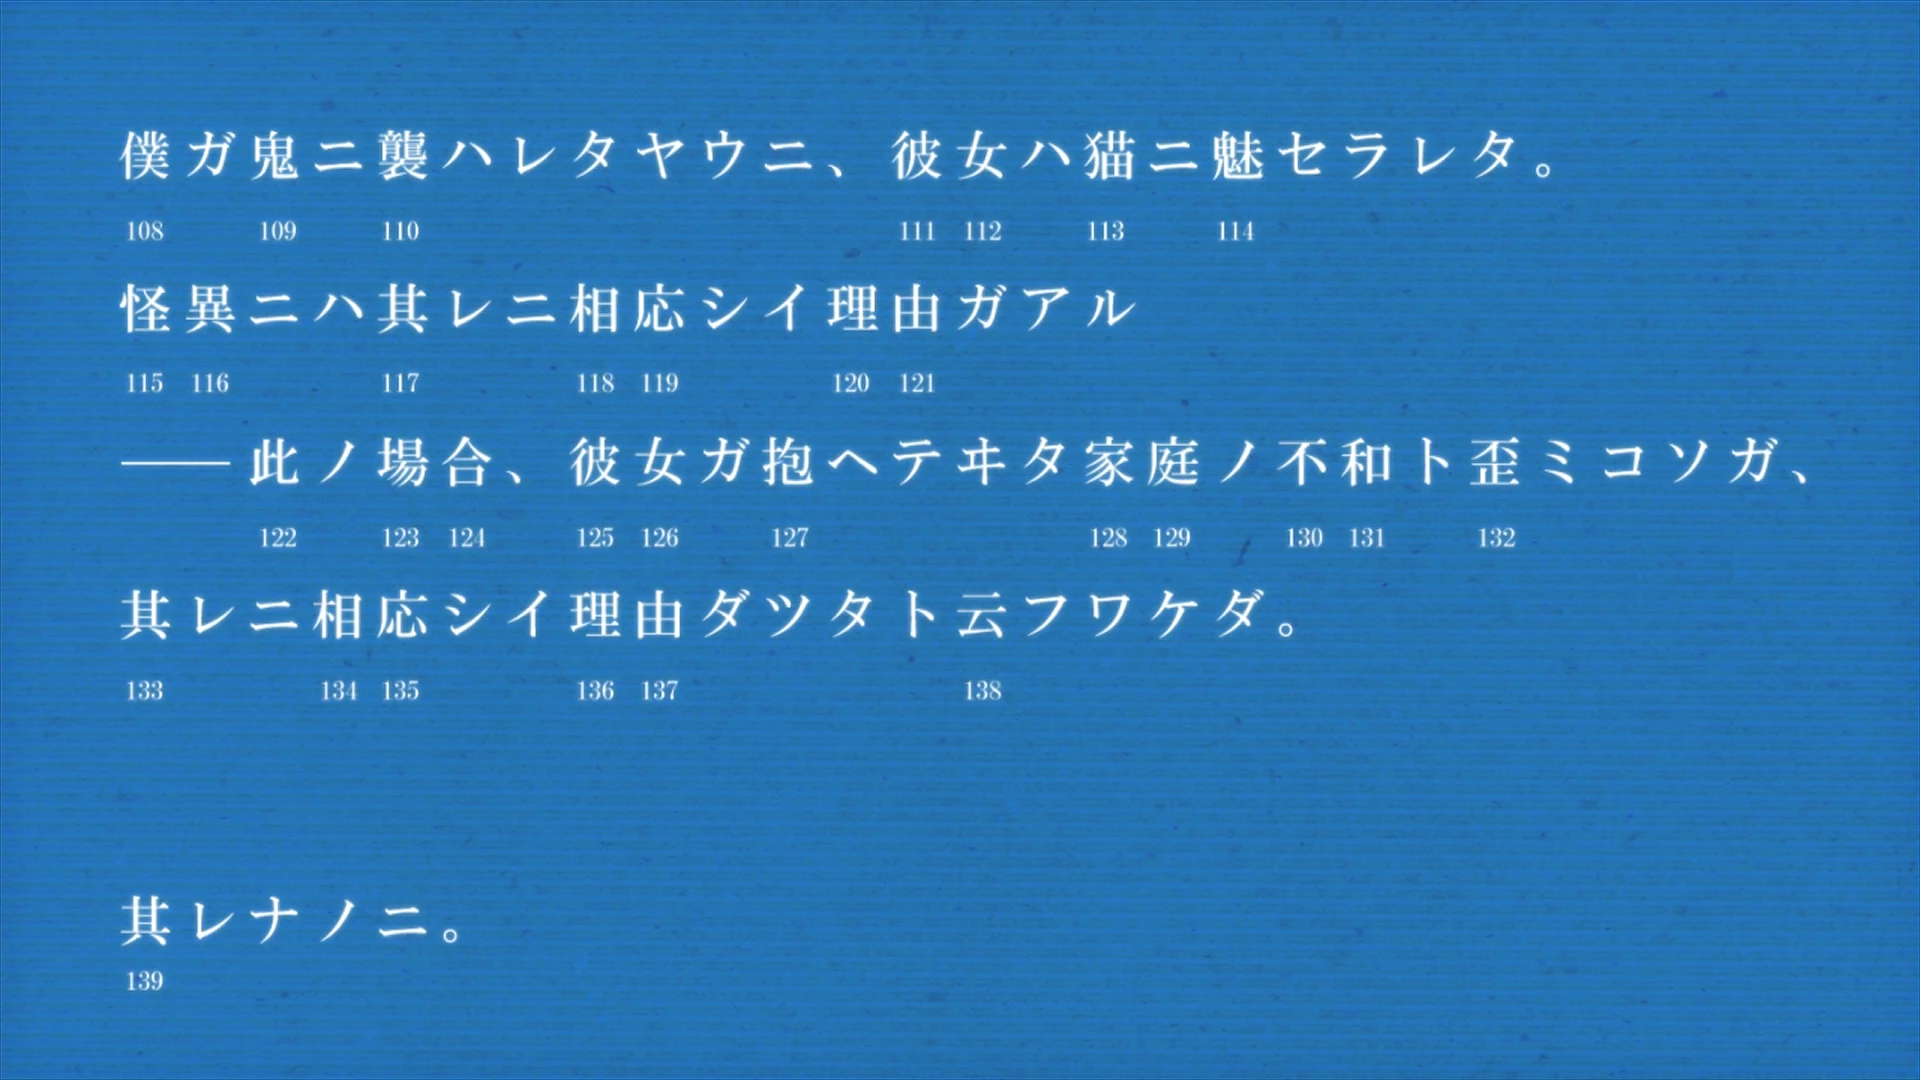 僕ガ鬼ニ襲ハレタヤウニ、彼女ハ猫ニ魅セラレタ。
108 109 110 111 112 113 114
怪異ニハ其レニ相応シイ理由ガアル
115 116 117 118 119 120 121
――此ノ場合、彼女ガ抱ヘテヰタ家庭ノ不和ト歪ミコソガ、
122 123 124 125 126 127 128 129 130 131 132
其レニ相応シイ理由ダツタト云フワケダ。
133 134 135 136 137 138
其レナノニ。
139